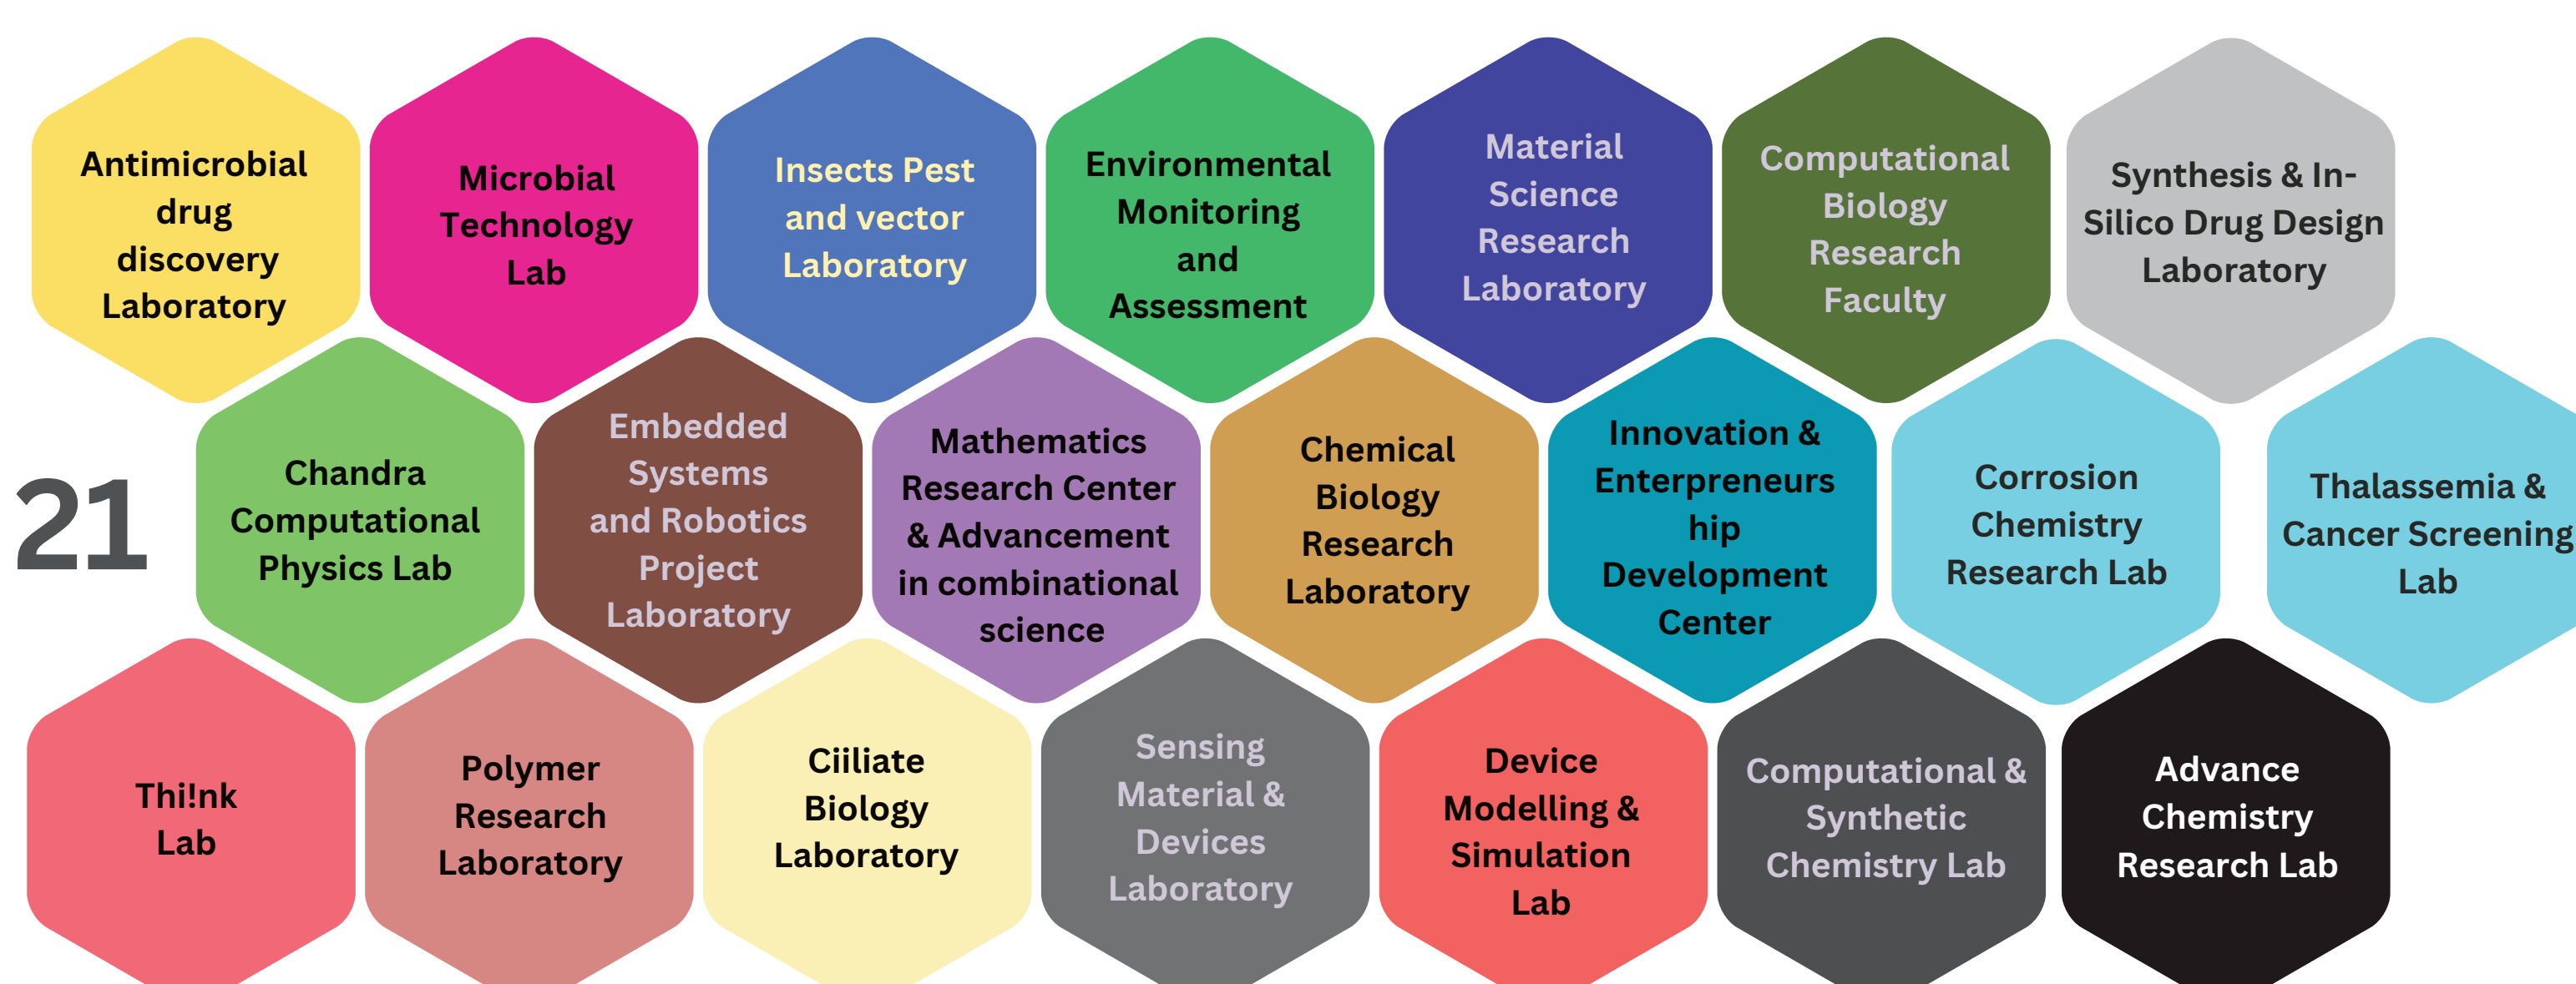 Antimicrobial
drug
discovery
Laboratory
Microbial
Technology
Lab
Insects Pest
and vector
Laboratory
Environmental
Monitoring
and
Assessment
Material
Science
Research
Laboratory
Computational
Biology
Research
Faculty
Synthesis & In-
Silico Drug Design
Laboratory
21
Chandra
Computational
Physics Lab
Embedded
Systems
and Robotics
Project
Laboratory
Mathematics
Research Center
& Advancement
in combinational
science
Chemical
Biology
Research
Laboratory
Innovation &
Enterpreneurs
hip
Development
Center
Corrosion
Chemistry
Research Lab
Thalassemia &
Cancer Screening
Lab
Thi!nk
Lab
Polymer
Research
Laboratory
Ciiliate
Biology
Laboratory
Sensing
Material &
Devices
Laboratory
Device
Modelling &
Simulation
Lab
Computational &
Synthetic
Chemistry Lab
Advance
Chemistry
Research Lab